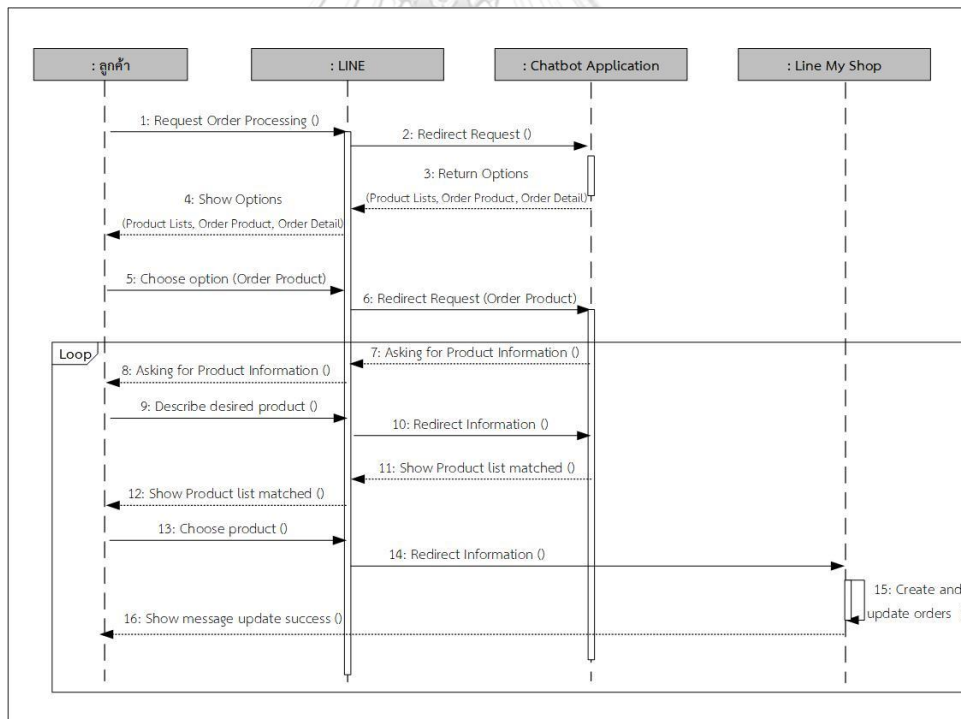 : ลูกค้า
: LINE
: Chatbot Application
: Line My Shop
1: Request Order Processing ()
2: Redirect Request ()
3: Return Options
(Product Lists, Order Product, Order Detail)
4: Show Options
(Product Lists, Order Product, Order Detail)
5: Choose option (Order Product)
6: Redirect Request (Order Product)
Loop
7: Asking for Product Information ()
8: Asking for Product Information ()
9: Describe desired product ()
10: Redirect Information ()
11: Show Product list matched ()
12: Show Product list matched ()
13: Choose product ()
14: Redirect Information ()
15: Create and
update orders
16: Show message update success ()